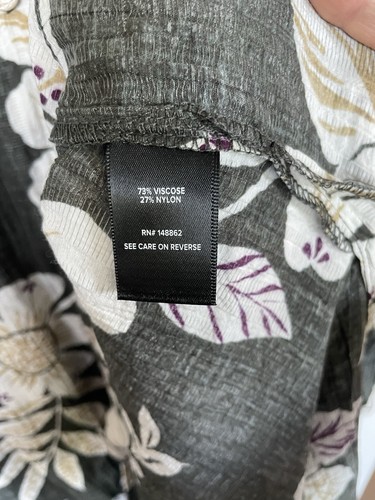 73% VISCOSE
27% NYLON
RN# 148862
SEE CARE ON REVERSE